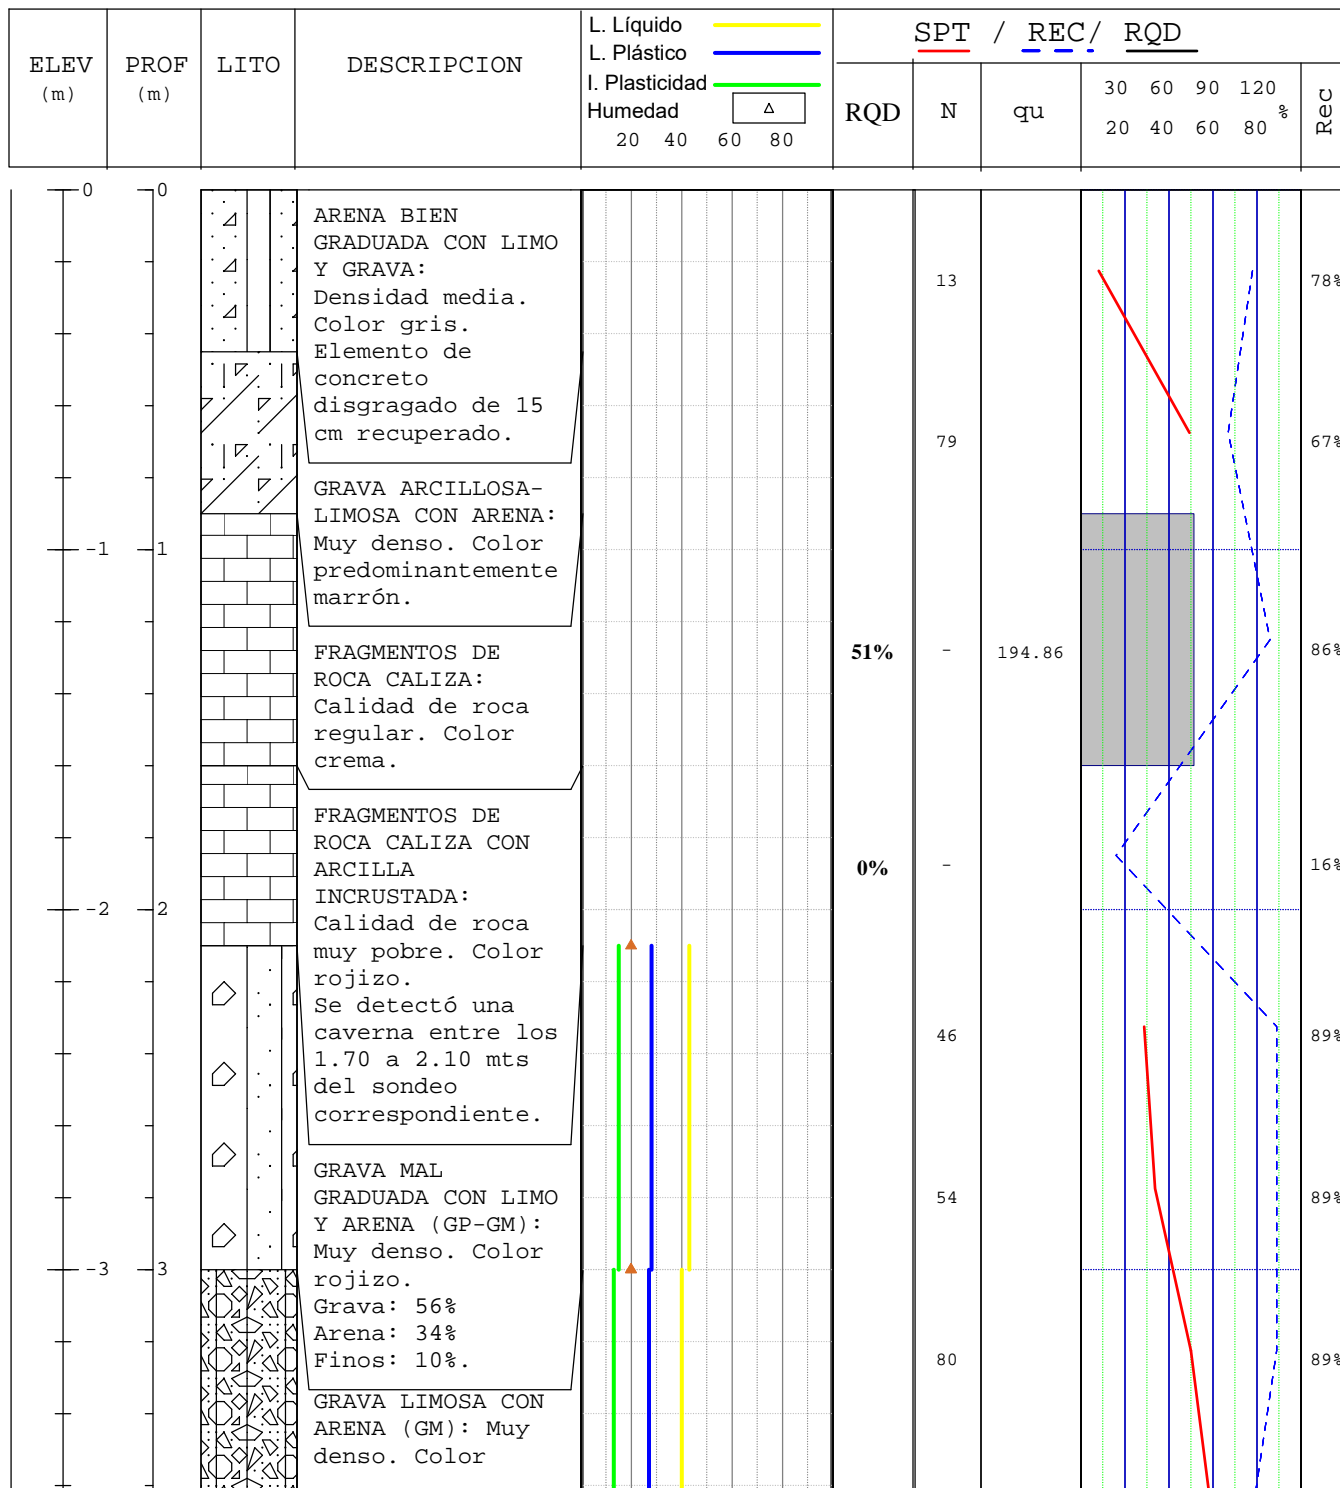 ELEV
(m)
PROF
(m)
LITO
DESCRIPCION
L. Líquido
L. Plástico
I. Plasticidad
Humedad
20 40 60 80
SPT / REC/ RQD
RQD
N
qu
30 60 90 120
20 40 60 80
%
Rec
0 0
ARENA BIEN
GRADUADA CON LIMO
Y GRAVA:
Densidad media.
Color gris.
Elemento de
concreto
disgragado de 15
cm recuperado.
13 78%
79 67%
GRAVA ARCILLOSA-
LIMOSA CON ARENA:
Muy denso. Color
predominantemente
marrón.
-1 1
FRAGMENTOS DE
ROCA CALIZA:
Calidad de roca
regular. Color
crema.
51% - 194.86 86%
FRAGMENTOS DE
ROCA CALIZA CON
ARCILLA
INCRUSTADA:
Calidad de roca
muy pobre. Color
rojizo.
Se detectó una
caverna entre los
1.70 a 2.10 mts
del sondeo
correspondiente.
0% - 16%
-2 2
46 89%
54 89%
GRAVA MAL
GRADUADA CON LIMO
Y ARENA (GP-GM):
Muy denso. Color
rojizo.
Grava: 56%
Arena: 34%
Finos: 10%.
-3 3
80 89%
GRAVA LIMOSA CON
ARENA (GM): Muy
denso. Color